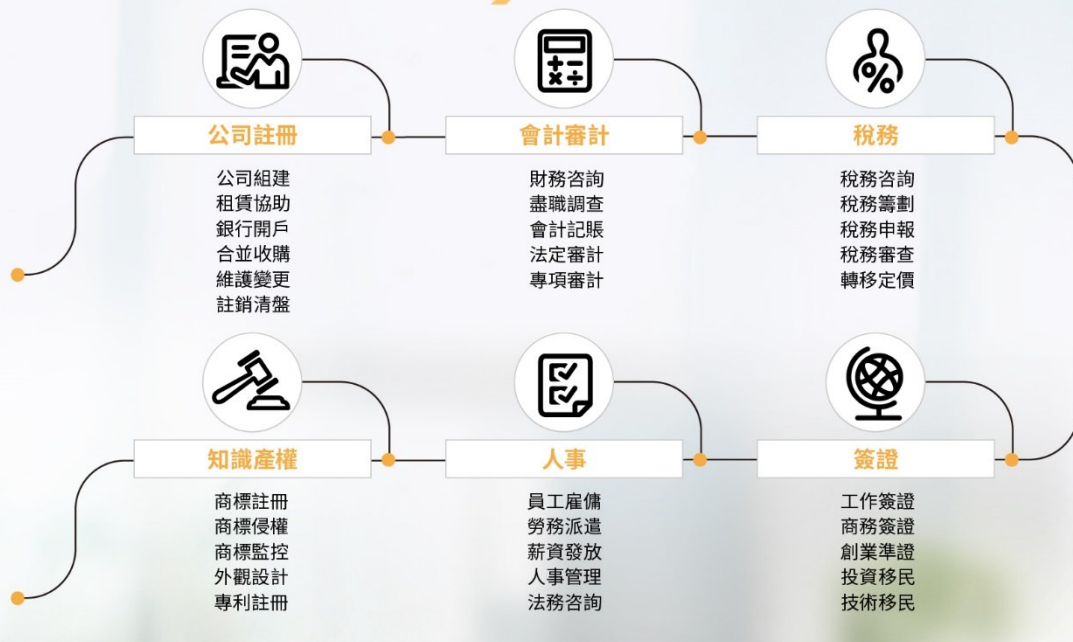 公司註冊
公司組建
租賃協助
銀行開戶
合並收購
維護變更
註銷清盤
會計審計
財務咨詢
盡職調查
會計記賬
法定審計
專項審計
稅務
稅務咨詢
稅務籌劃
稅務申報
稅務審查
轉移定價
知識產權
商標註冊
商標侵權
商標監控
外觀設計
專利註冊
人事
員工雇傭
勞務派遣
薪資發放
人事管理
法務咨詢
簽證
工作簽證
商務簽證
創業準證
投資移民
技術移民